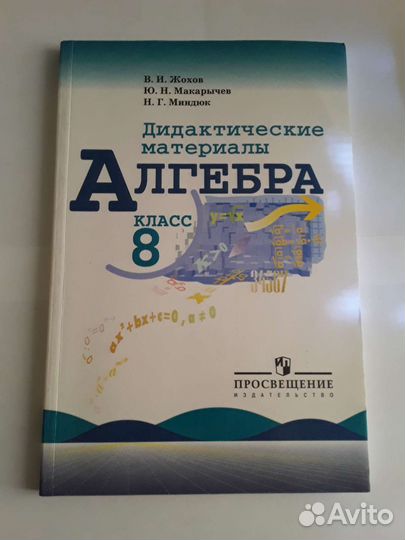 В. И. Жохов
Ю. Н. Макарычев
Н. Г. Миндюк
Дидактические
материалы
АЛГЕБРА
КЛАСС
8
ax²+bx+c=0, a≠0
ПРОСВЕЩЕНИЕ
ИЗДАТЕЛЬСТВО
Avito